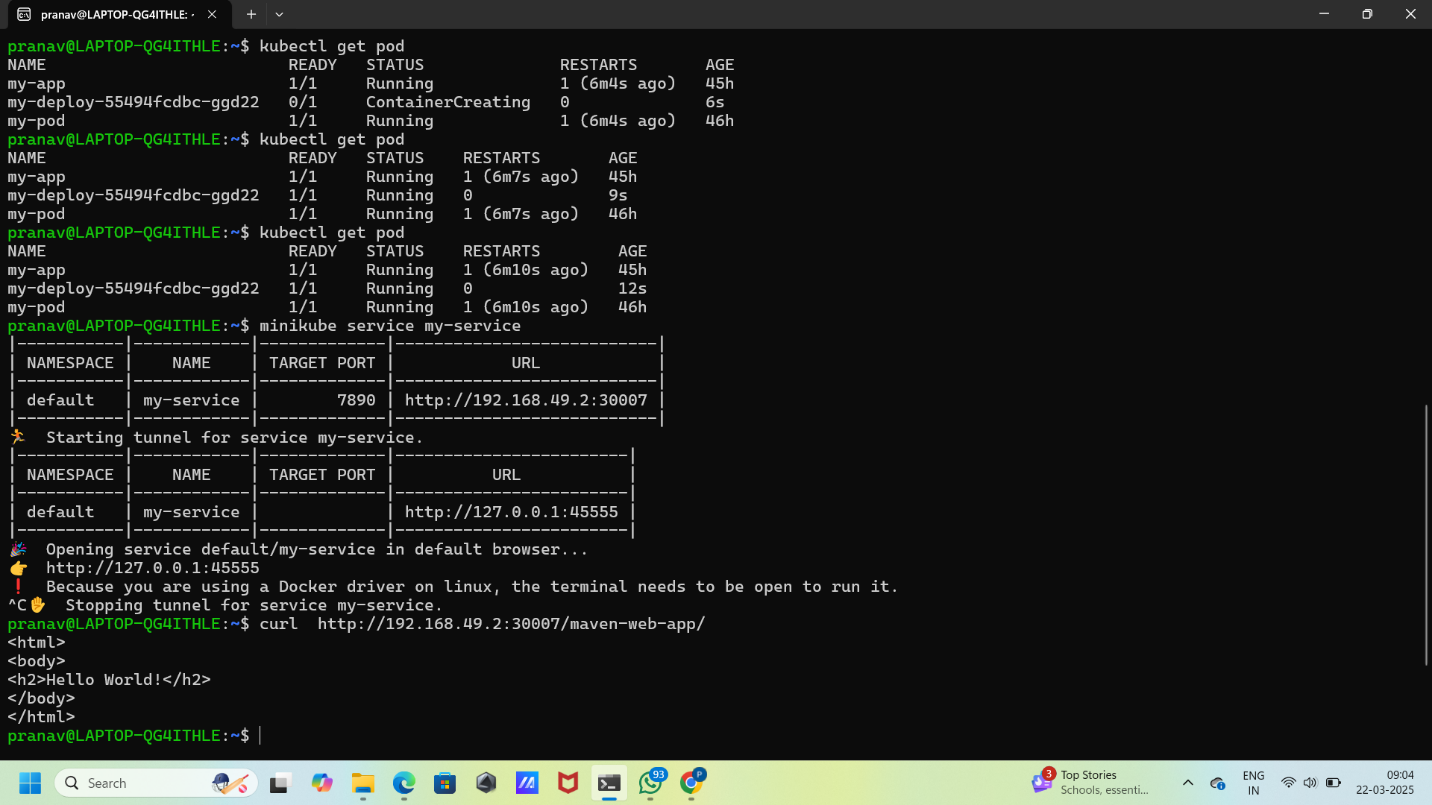 pranav@LAPTOP-QG4ITHLE: ~
pranav@LAPTOP-QG4ITHLE:~$ kubectl get pod
NAME READY STATUS RESTARTS AGE
my-app 1/1 Running 1 (6m4s ago) 45h
my-deploy-55494fcdbc-ggd22 0/1 ContainerCreating 0 6s
my-pod 1/1 Running 1 (6m4s ago) 46h
pranav@LAPTOP-QG4ITHLE:~$ kubectl get pod
NAME READY STATUS RESTARTS AGE
my-app 1/1 Running 1 (6m7s ago) 45h
my-deploy-55494fcdbc-ggd22 1/1 Running 0 9s
my-pod 1/1 Running 1 (6m7s ago) 46h
pranav@LAPTOP-QG4ITHLE:~$ kubectl get pod
NAME READY STATUS RESTARTS AGE
my-app 1/1 Running 1 (6m10s ago) 45h
my-deploy-55494fcdbc-ggd22 1/1 Running 0 12s
my-pod 1/1 Running 1 (6m10s ago) 46h
pranav@LAPTOP-QG4ITHLE:~$ minikube service my-service
|-----------|------------|-------------|---------------------------|
| NAMESPACE | NAME | TARGET PORT | URL |
|-----------|------------|-------------|---------------------------|
| default | my-service | 7890 | http://192.168.49.2:30007 |
|-----------|------------|-------------|---------------------------|
🏃 Starting tunnel for service my-service.
|-----------|------------|-------------|------------------------|
| NAMESPACE | NAME | TARGET PORT | URL |
|-----------|------------|-------------|------------------------|
| default | my-service | | http://127.0.0.1:45555 |
|-----------|------------|-------------|------------------------|
🎉 Opening service default/my-service in default browser...
👉 http://127.0.0.1:45555
❗ Because you are using a Docker driver on linux, the terminal needs to be open to run it.
^C✋ Stopping tunnel for service my-service.
pranav@LAPTOP-QG4ITHLE:~$ curl http://192.168.49.2:30007/maven-web-app/
<html>
<body>
<h2>Hello World!</h2>
</body>
</html>
pranav@LAPTOP-QG4ITHLE:~$
Search
93
P
3
Top Stories
Schools, essenti...
ENG
IN
09:04
22-03-2025